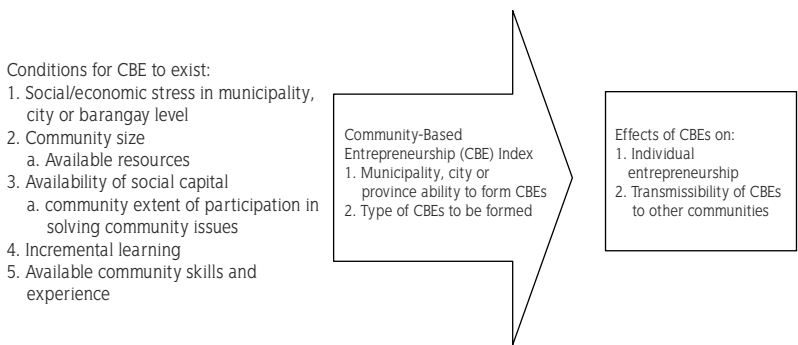 Conditions for CBE to exist:
1. Social/economic stress in municipality,
city or barangay level
2. Community size
a. Available resources
3. Availability of social capital
a. community extent of participation in
solving community issues
4. Incremental learning
5. Available community skills and
experience
Community-Based
Entrepreneurship (CBE) Index
1. Municipality, city or
province ability to form CBEs
2. Type of CBEs to be formed
Effects of CBEs on:
1. Individual
entrepreneurship
2. Transmissibility of CBEs
to other communities